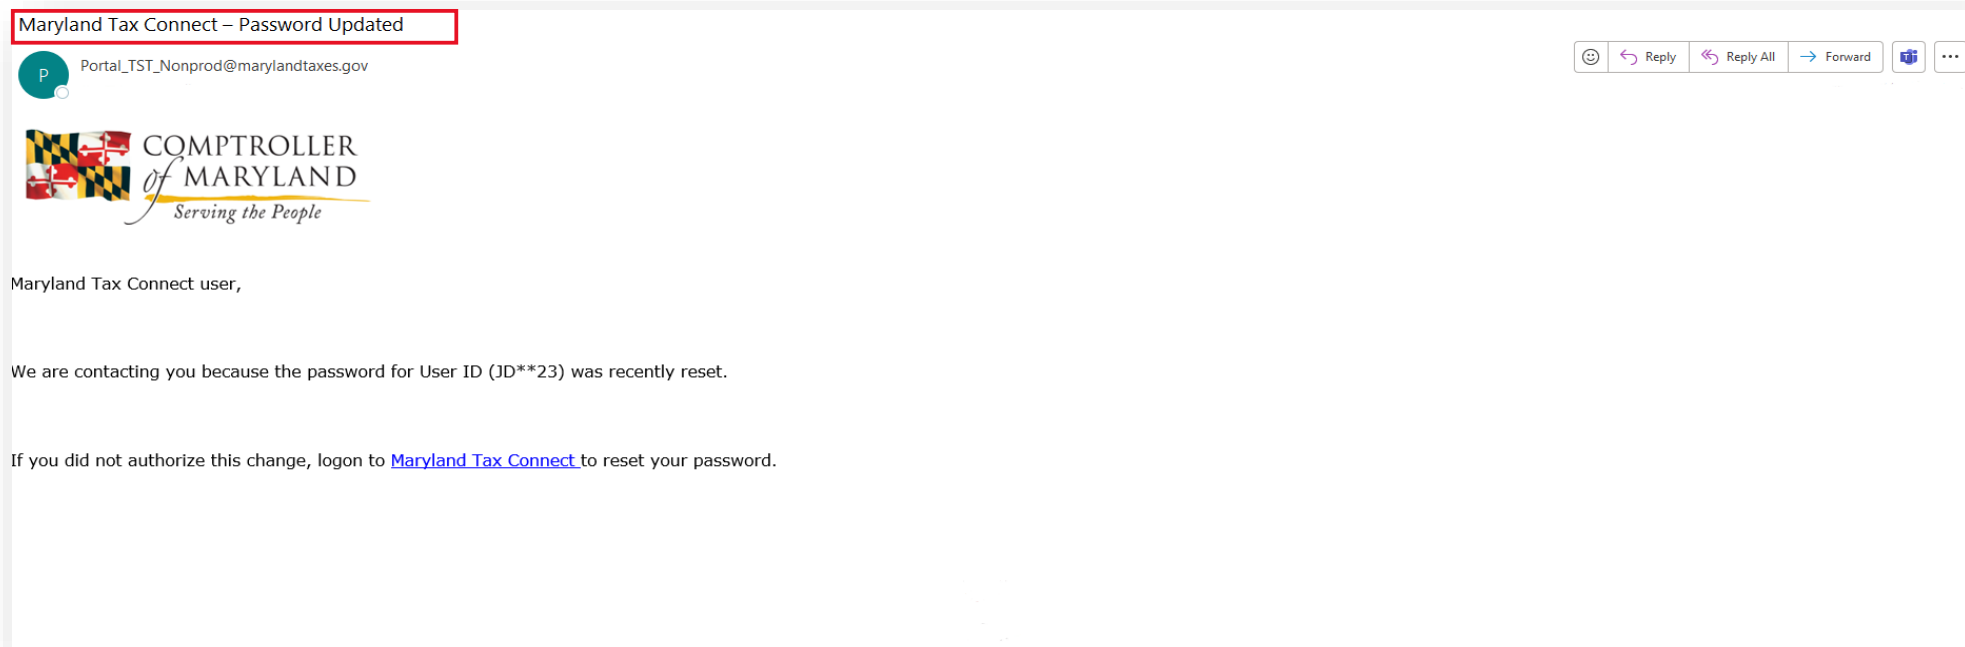 Maryland Tax Connect – Password Updated
P
Portal_TST_Nonprod@marylandtaxes.gov
Reply
Reply All
Forward
COMPTROLLER
of MARYLAND
Serving the People
Maryland Tax Connect user,
We are contacting you because the password for User ID (JD**23) was recently reset.
If you did not authorize this change, logon to Maryland Tax Connect to reset your password.